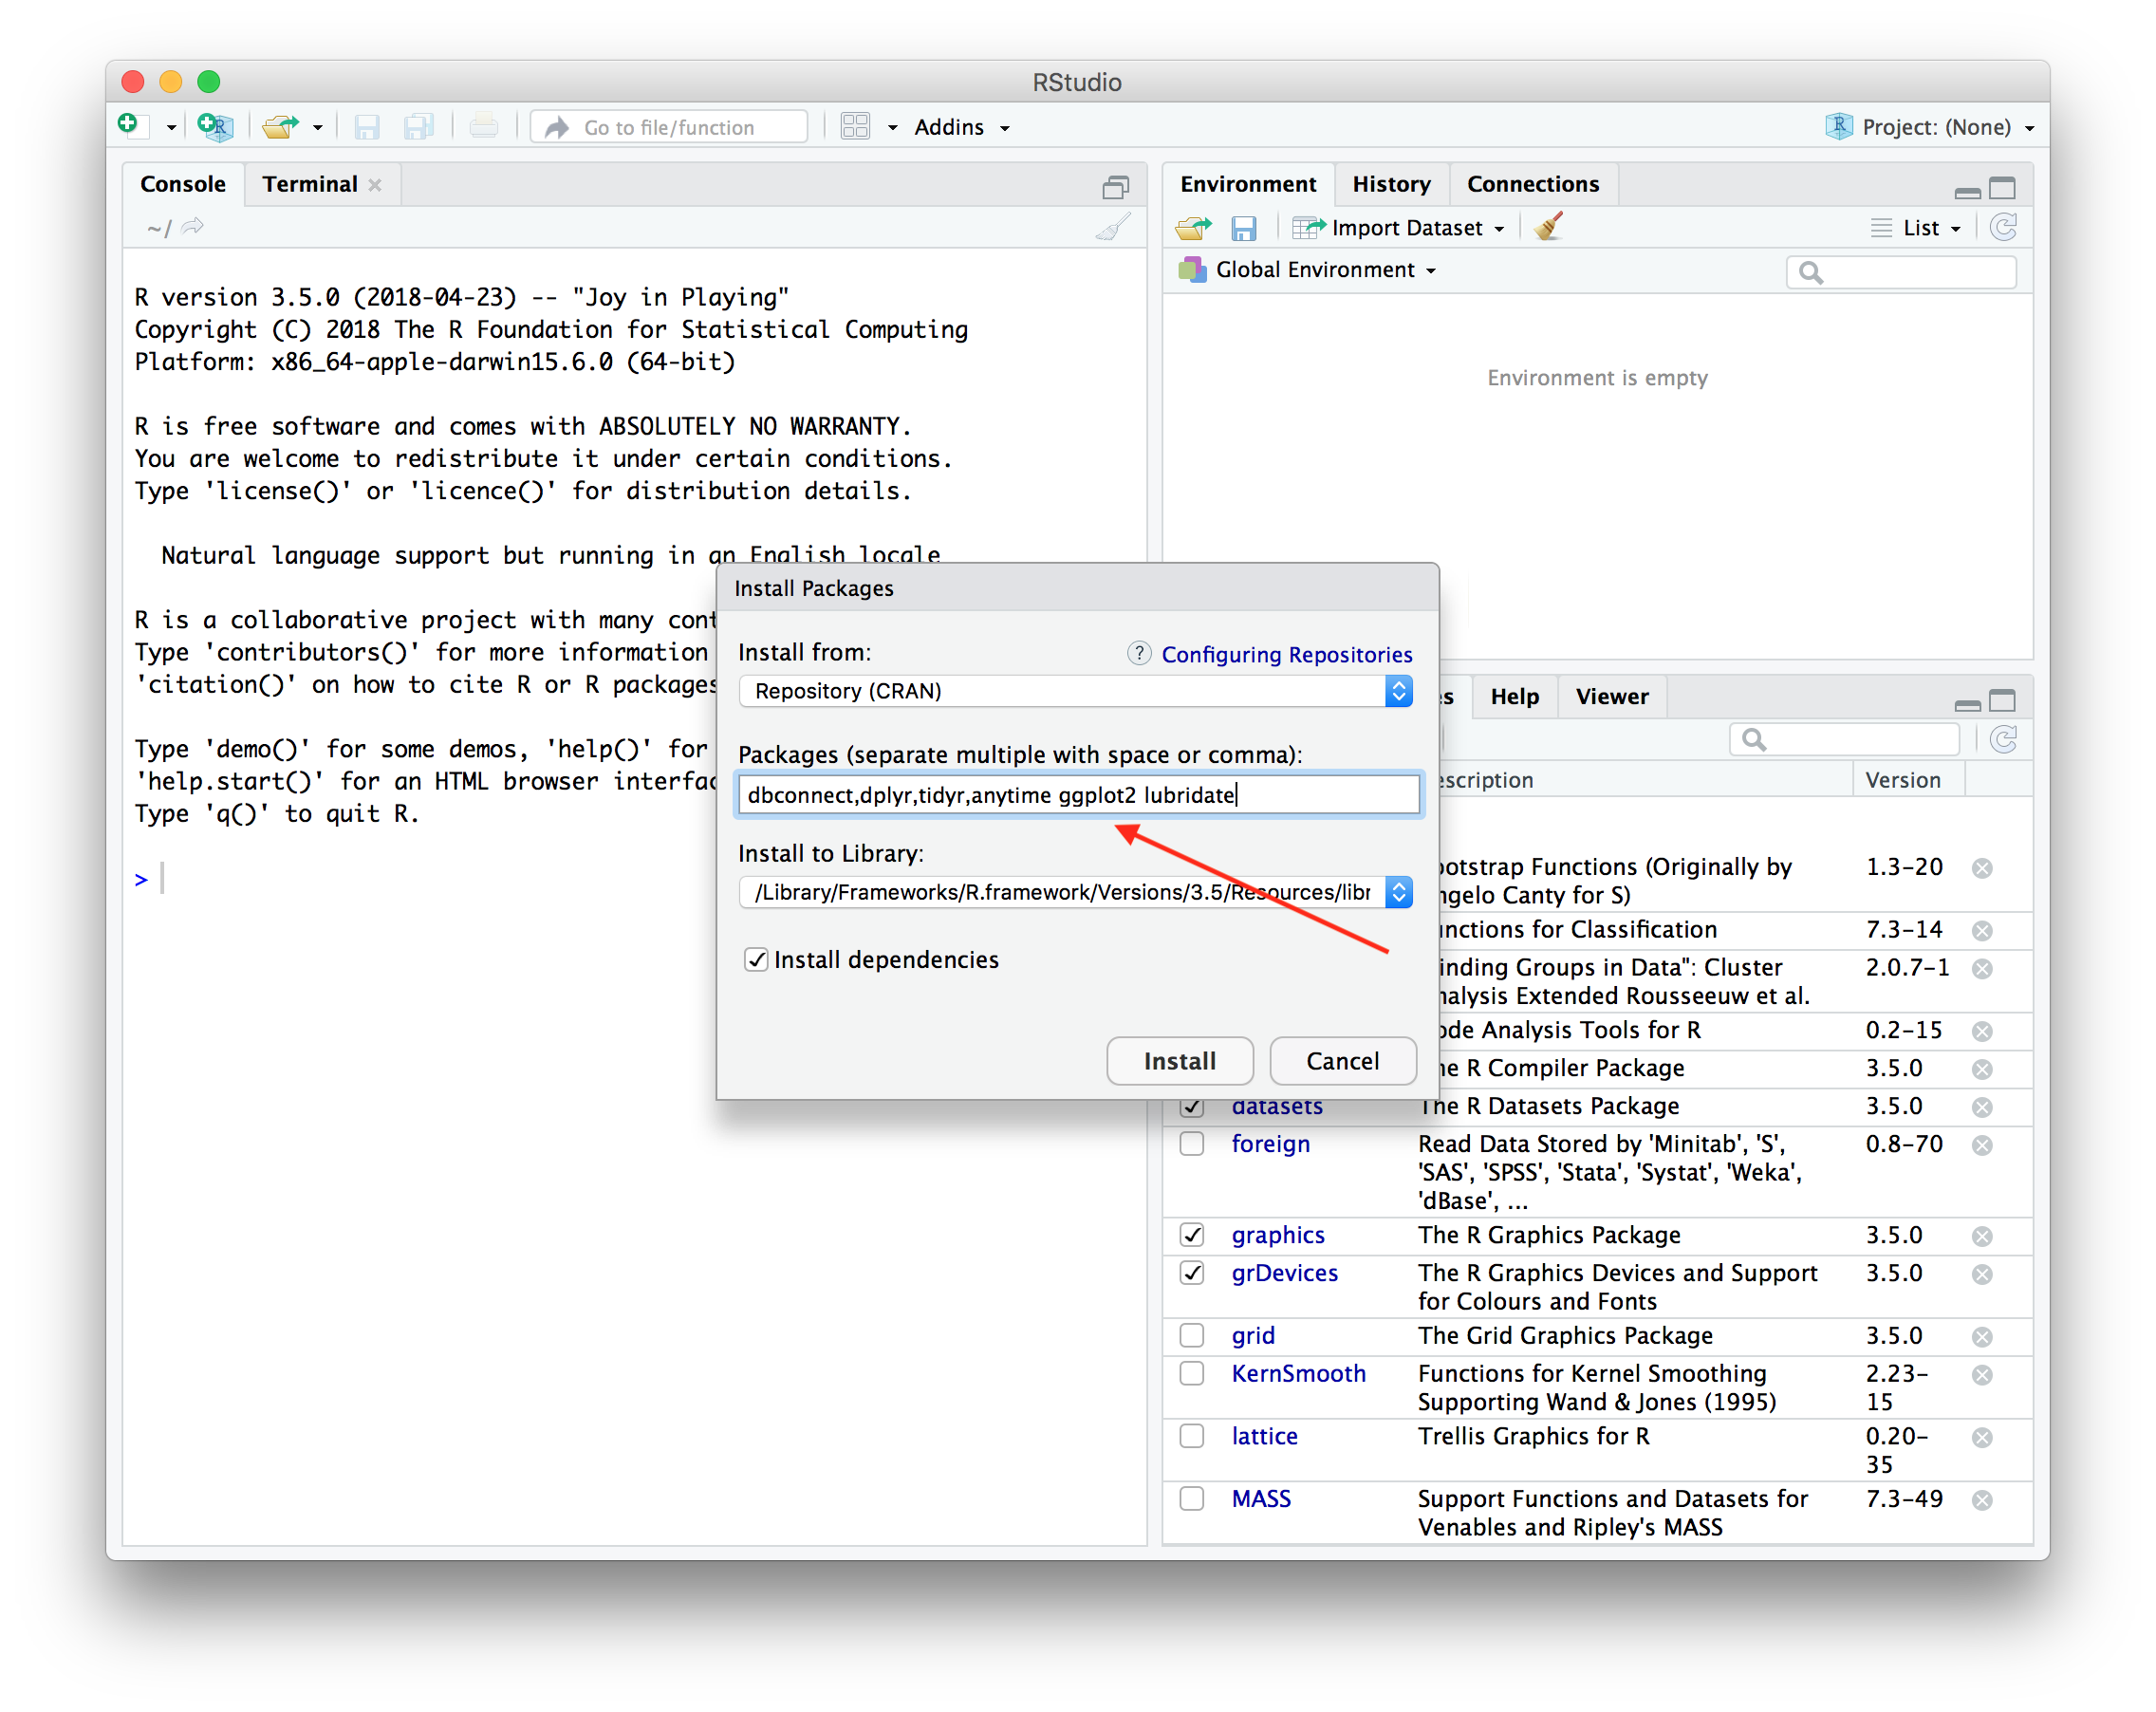 RStudio
Go to file/function
Addins
Project: (None)
Console
Terminal
~/
R version 3.5.0 (2018-04-23) -- "Joy in Playing"
Copyright (C) 2018 The R Foundation for Statistical Computing
Platform: x86_64-apple-darwin15.6.0 (64-bit)
R is free software and comes with ABSOLUTELY NO WARRANTY.
You are welcome to redistribute it under certain conditions.
Type 'license()' or 'licence()' for distribution details.
Natural language support but running in an English locale
R is a collaborative project with many cont
Type 'contributors()' for more information
'citation()' on how to cite R or R packages
Type 'demo()' for some demos, 'help()' for
'help.start()' for an HTML browser interfac
Type 'q()' to quit R.
>
Environment
History
Connections
Import Dataset
List
Global Environment
Environment is empty
Install Packages
Install from:
? Configuring Repositories
Repository (CRAN)
Packages (separate multiple with space or comma):
dbconnect,dplyr,tidyr,anytime ggplot2 lubridate
Install to Library:
/Library/Frameworks/R.framework/Versions/3.5/Resources/libr
Install dependencies
Install
Cancel
es
Help
Viewer
escription
Version
ootstrap Functions (Originally by 1.3-20
ngelo Canty for S)
unctions for Classification 7.3-14
inding Groups in Data": Cluster 2.0.7-1
nalysis Extended Rousseeuw et al.
ode Analysis Tools for R 0.2-15
he R Compiler Package 3.5.0
datasets The R Datasets Package 3.5.0
foreign Read Data Stored by 'Minitab', 'S', 0.8-70
'SAS', 'SPSS', 'Stata', 'Systat', 'Weka',
'dBase', ...
graphics The R Graphics Package 3.5.0
grDevices The R Graphics Devices and Support 3.5.0
for Colours and Fonts
grid The Grid Graphics Package 3.5.0
KernSmooth Functions for Kernel Smoothing 2.23-
Supporting Wand & Jones (1995) 15
lattice Trellis Graphics for R 0.20-
35
MASS Support Functions and Datasets for 7.3-49
Venables and Ripley's MASS